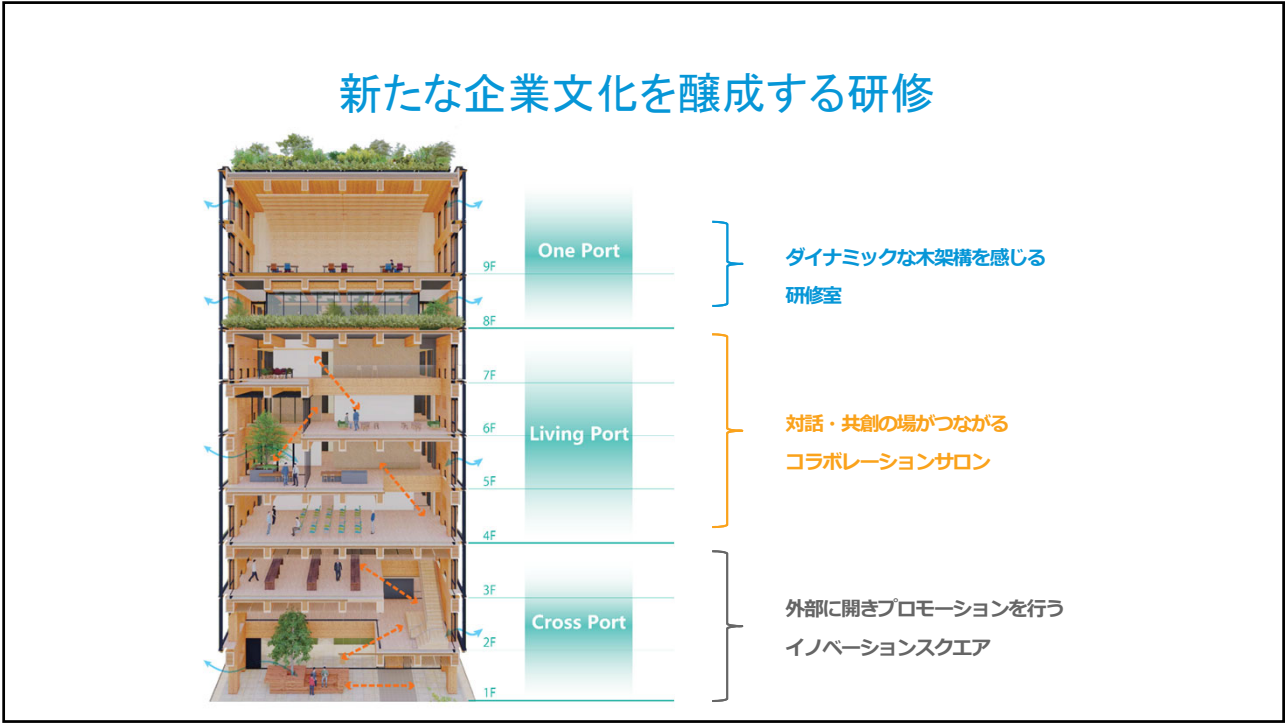 新たな企業文化を醸成する研修
One Port
9F
8F
ダイナミックな木架構を感じる
研修室
7F
6F
Living Port
5F
4F
対話・共創の場がつながる
コラボレーションサロン
3F
Cross Port
2F
1F
外部に開きプロモーションを行う
イノベーションスクエア